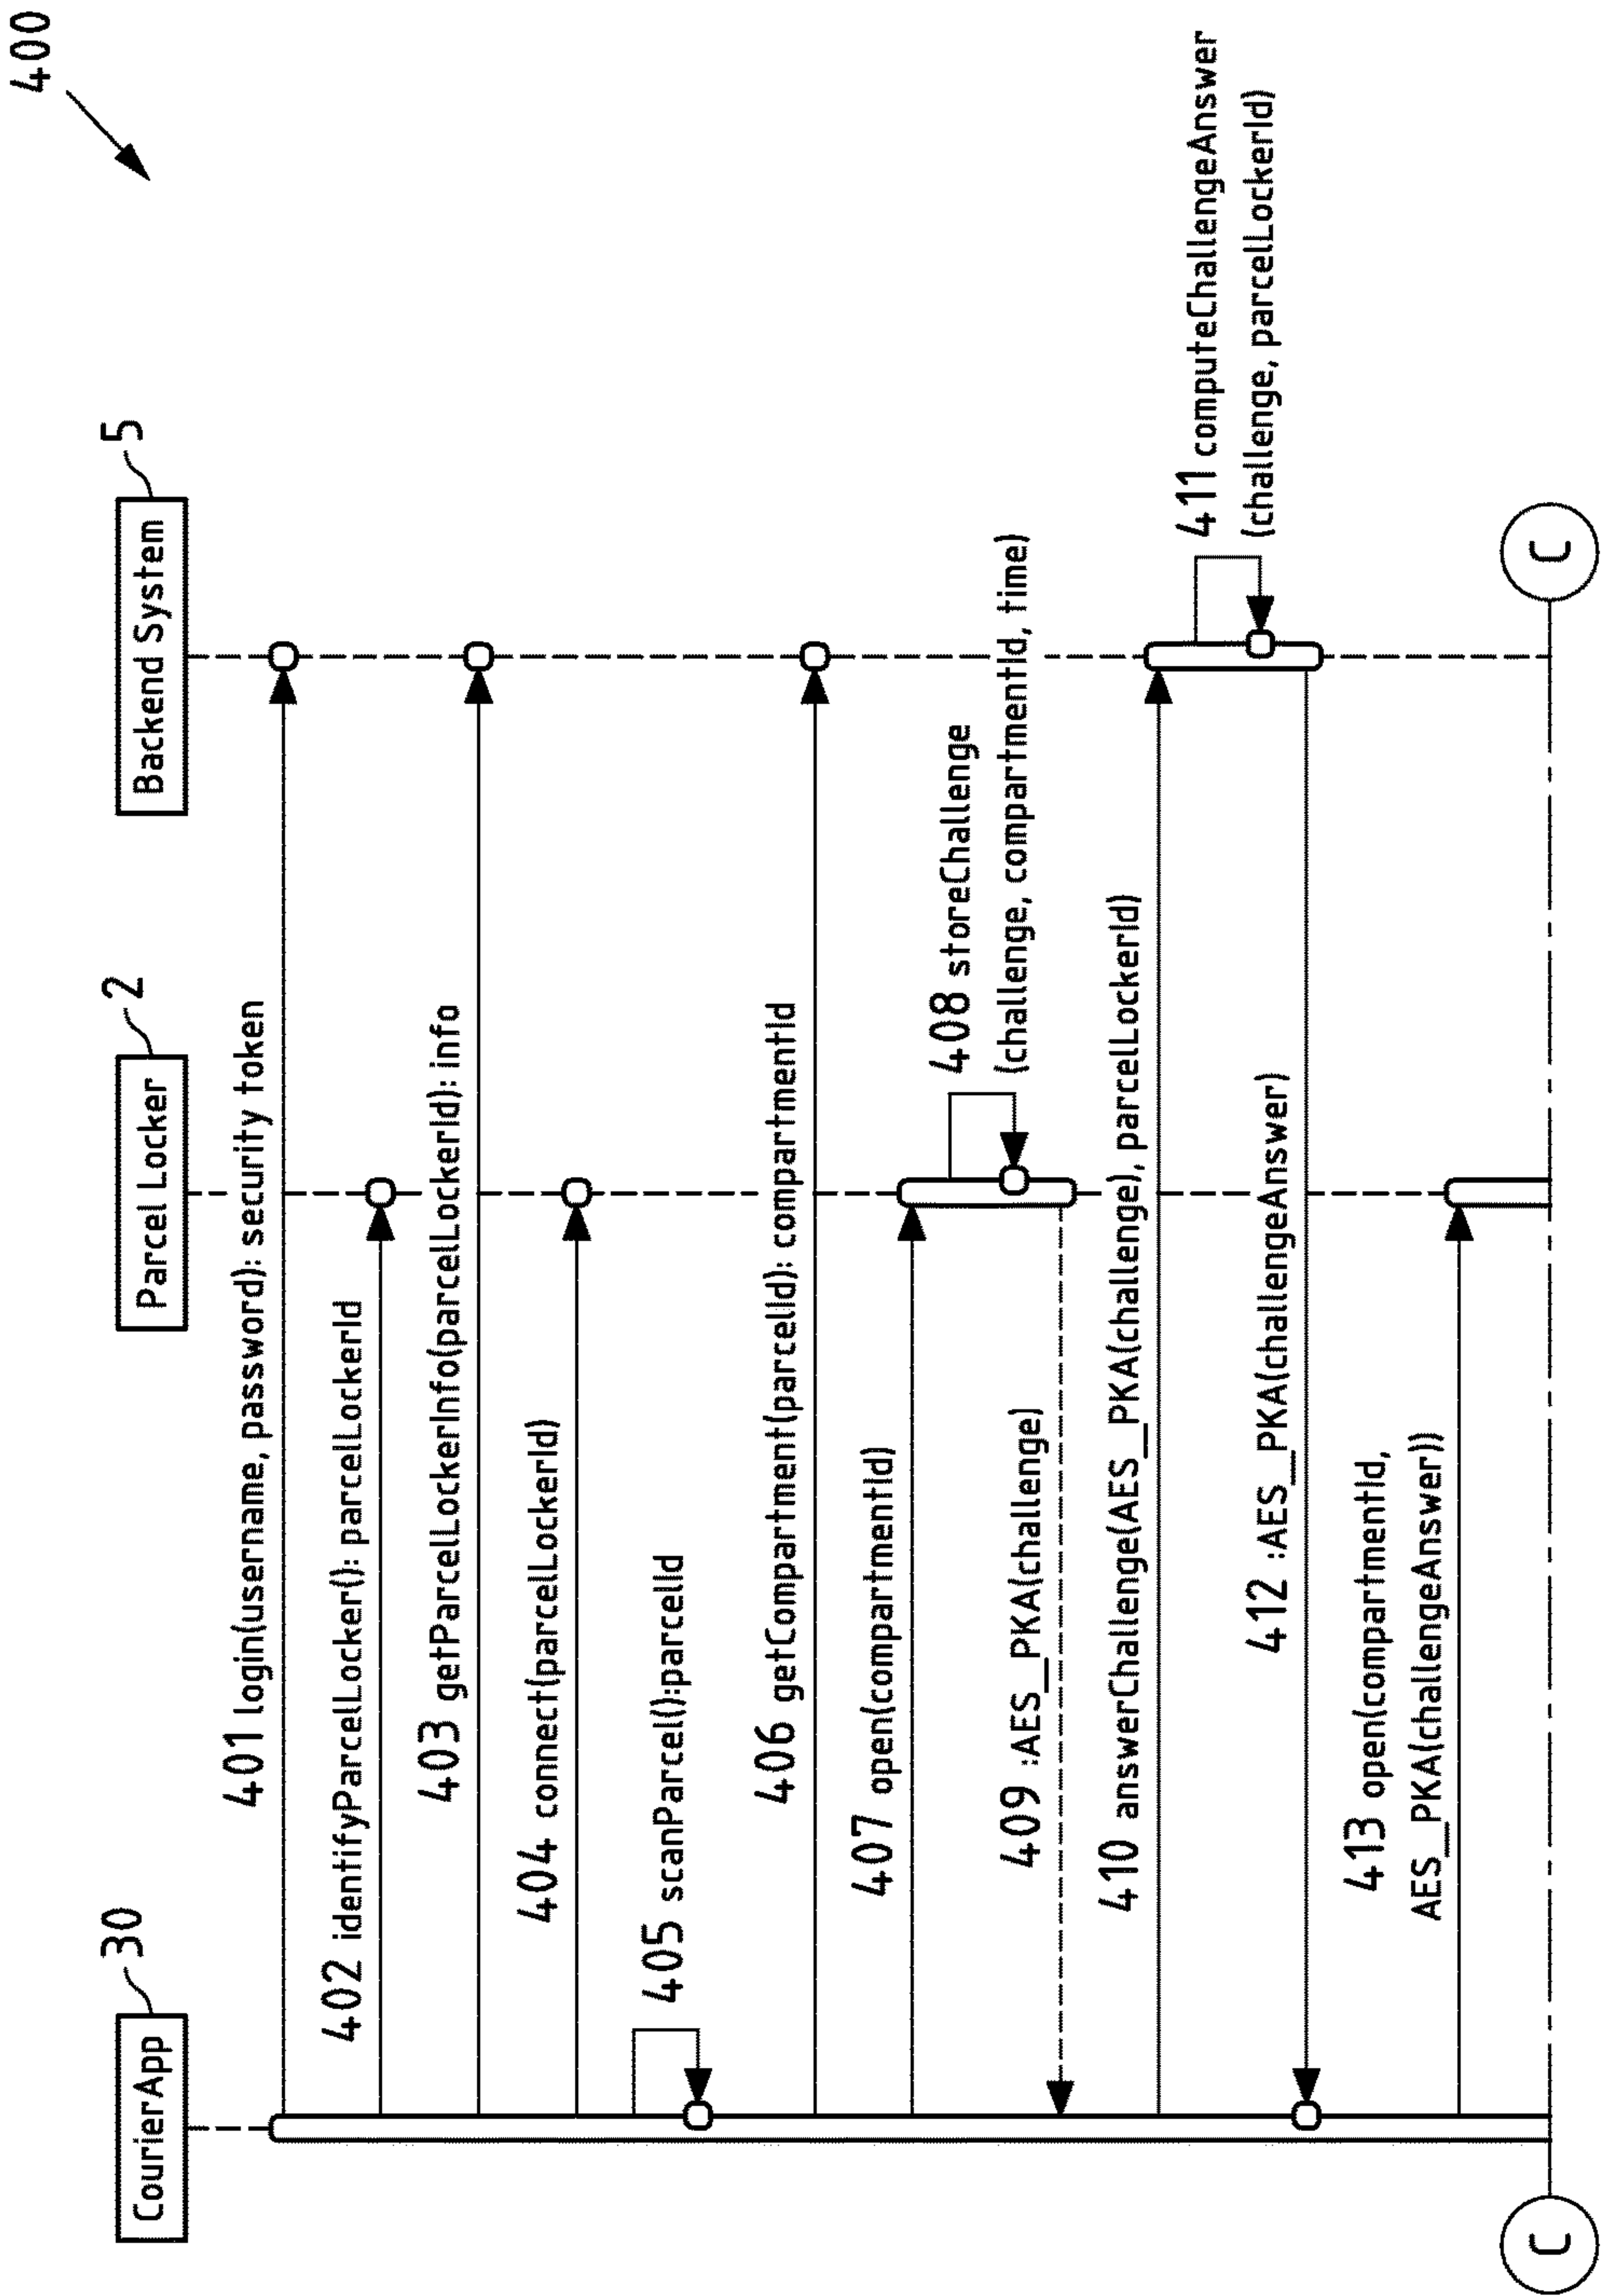 400
CourierApp
30
Parcel Locker
2
Backend System
5
401 login(username, password): security token
402 identifyParcelLocker(): parcelLockerId
403 getParcelLockerInfo(parcelLockerId): info
404 connect(parcelLockerId)
405 scanParcel():parcelId
406 getCompartment(parcelId): compartmentId
407 open(compartmentId)
408 storeChallenge
(challenge, compartmentId, time)
409 :AES_PKA(challenge)
410 answerChallenge(AES_PKA(challenge), parcelLockerId)
411 computeChallengeAnswer
(challenge, parcelLockerId)
412 :AES_PKA(challengeAnswer)
413 open(compartmentId,
AES_PKA(challengeAnswer))
C
C